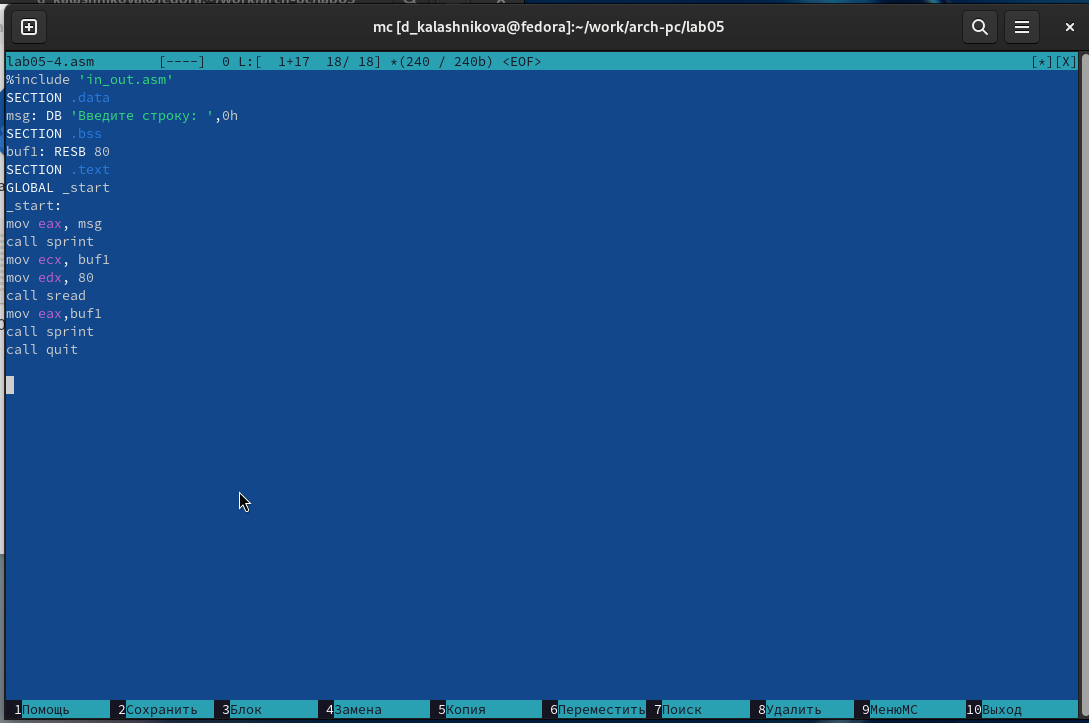 mc [d_kalashnikova@fedora]:~/work/arch-pc/lab05
lab05-4.asm [----] 0 L:[ 1+17 18/ 18] *(240 / 240b) <EOF> [*][X]
%include 'in_out.asm'
SECTION .data
msg: DB 'Введите строку: ',0h
SECTION .bss
buf1: RESB 80
SECTION .text
GLOBAL _start
_start:
mov eax, msg
call sprint
mov ecx, buf1
mov edx, 80
call sread
mov eax,buf1
call sprint
call quit
1Помощь 2Сохранить 3Блок 4Замена 5Копия 6Переместить 7Поиск 8Удалить 9МенюMC 10Выход